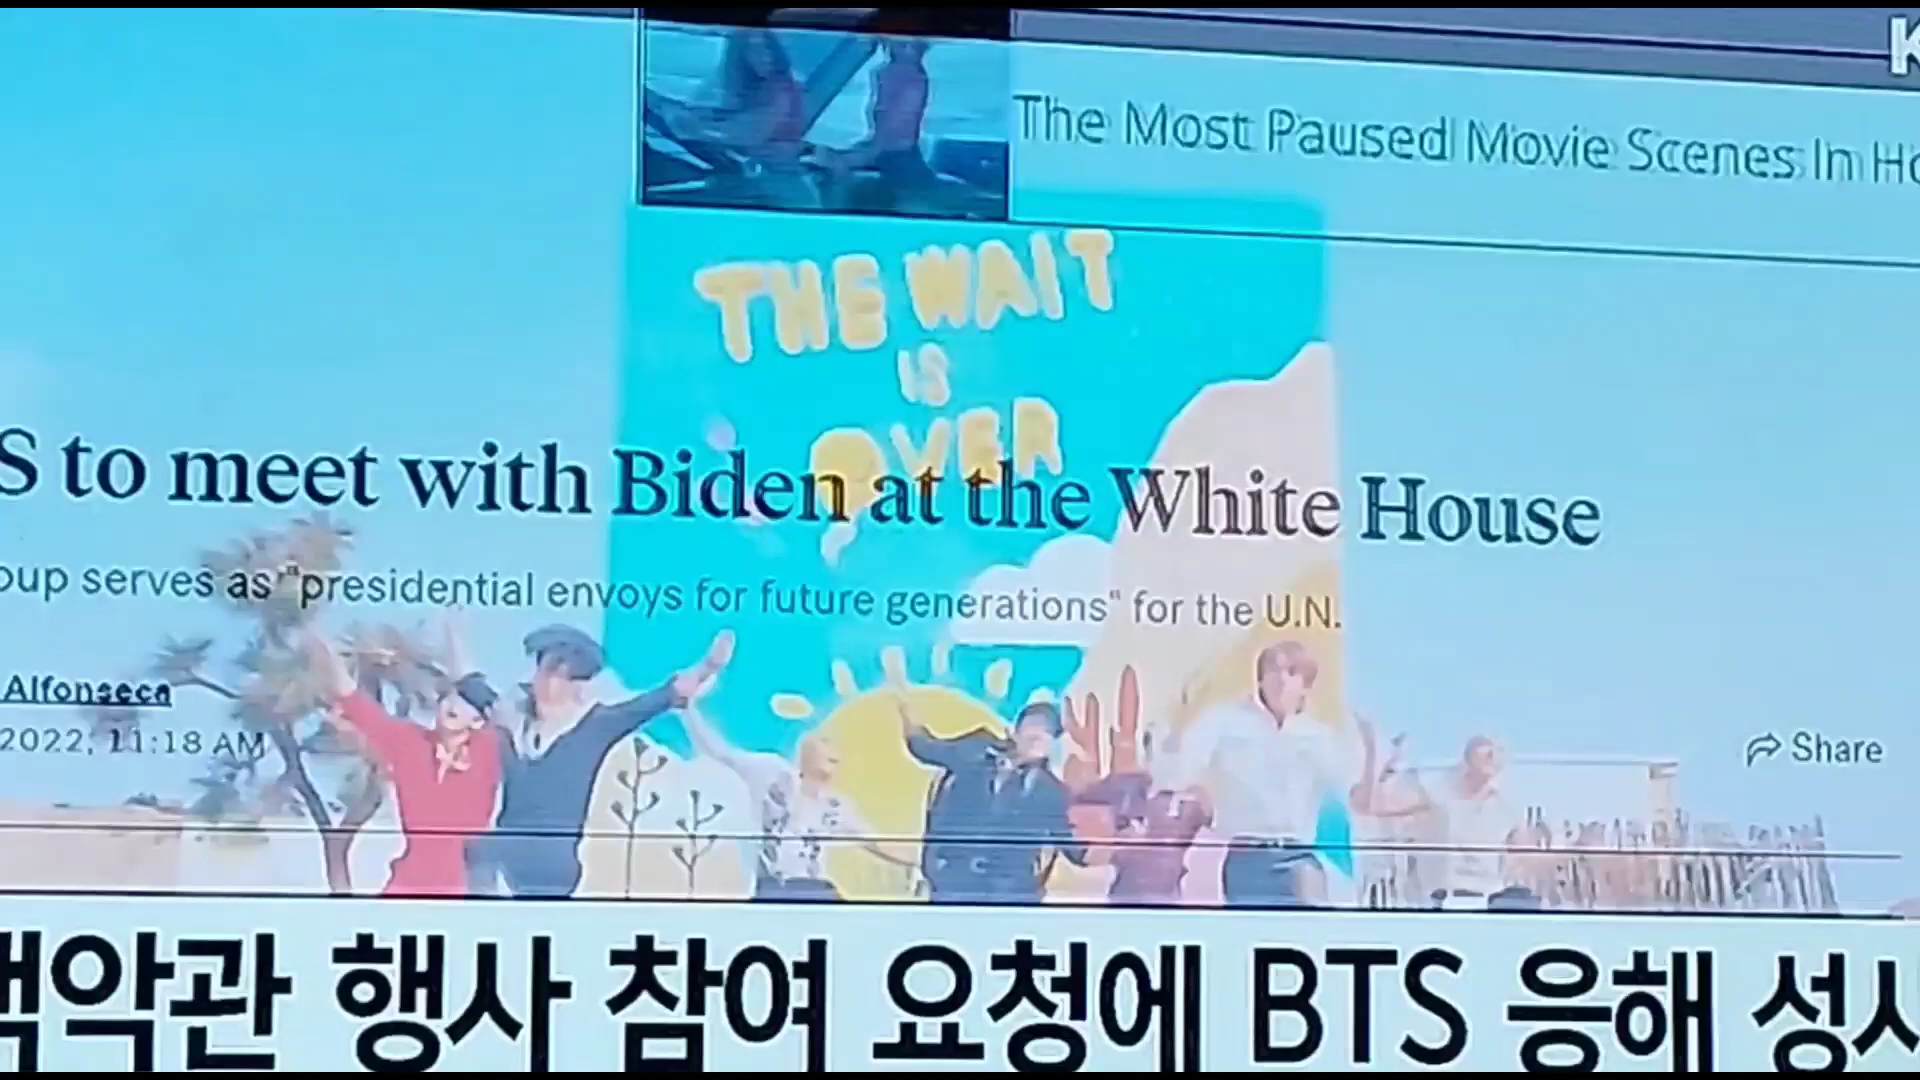 K
The Most Paused Movie Scenes In Ho
THE WAIT
IS
OVER
S to meet with Biden at the White House
oup serves as "presidential envoys for future generations" for the U.N.
Alfonseca
2022, 11:18 AM
Share
백악관 행사 참여 요청에 BTS 응해 성사